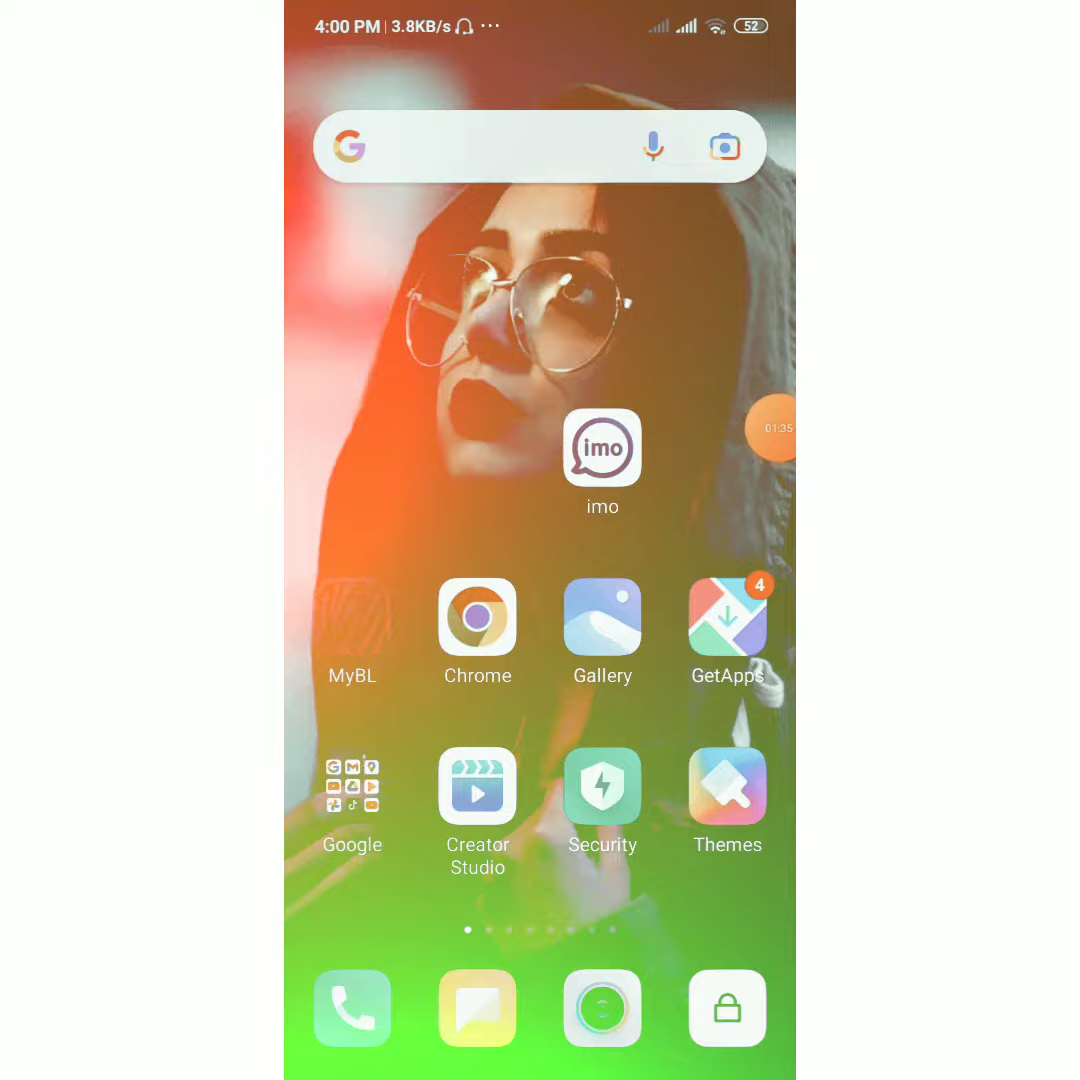 4:00 PM | 3.8KB/s ... 52
01:35
imo
imo
4
MyBL Chrome Gallery GetApps
Google Creator Studio Security Themes